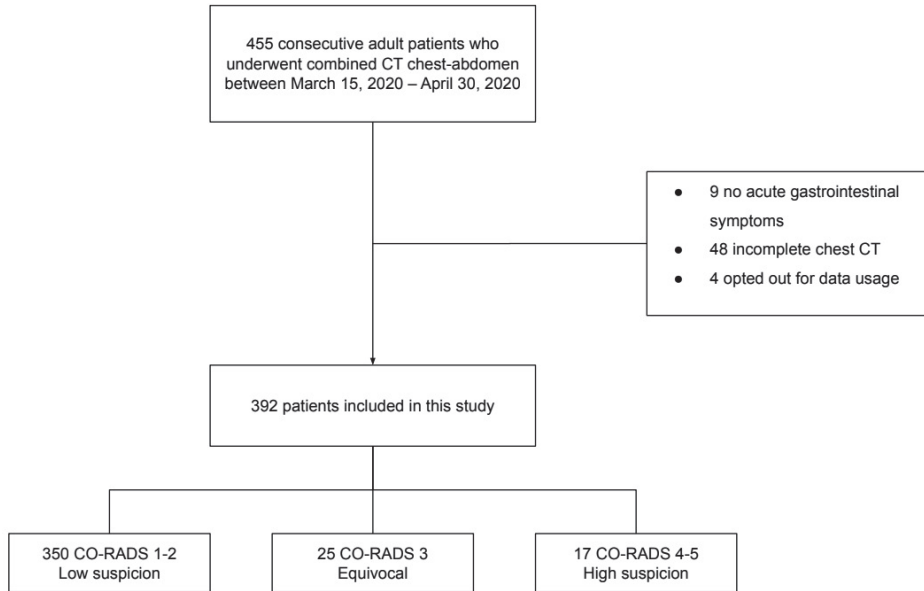 455 consecutive adult patients who
underwent combined CT chest-abdomen
between March 15, 2020 – April 30, 2020
● 9 no acute gastrointestinal
symptoms
● 48 incomplete chest CT
● 4 opted out for data usage
392 patients included in this study
350 CO-RADS 1-2
Low suspicion
25 CO-RADS 3
Equivocal
17 CO-RADS 4-5
High suspicion